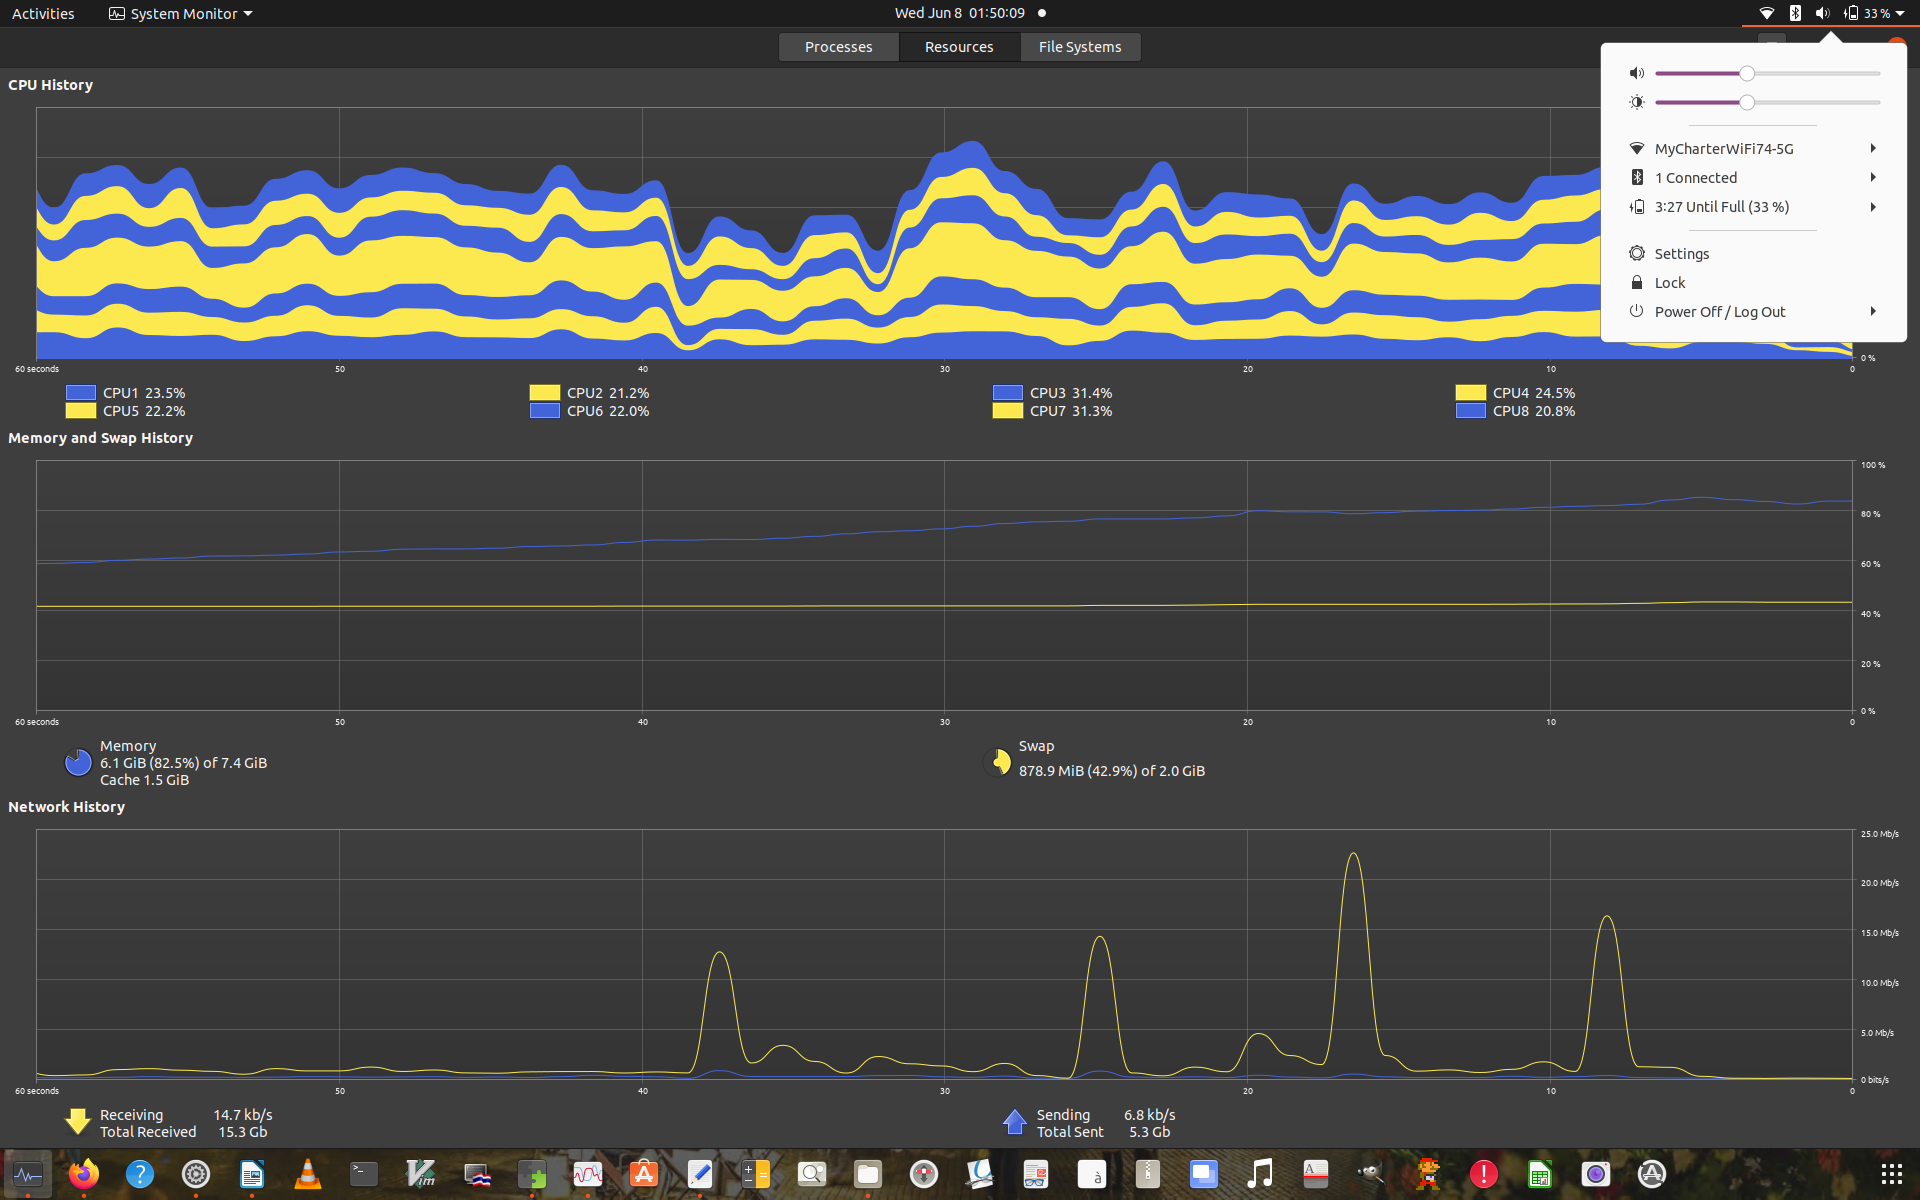 Activities
System Monitor
Wed Jun 8 01:50:09
33 %
Processes
Resources
File Systems
CPU History
MyCharterWiFi74-5G
1 Connected
3:27 Until Full (33 %)
Settings
Lock
Power Off / Log Out
0 %
60 seconds 50 40 30 20 10 0
CPU1 23.5% CPU2 21.2% CPU3 31.4% CPU4 24.5%
CPU5 22.2% CPU6 22.0% CPU7 31.3% CPU8 20.8%
Memory and Swap History
100 %
80 %
60 %
40 %
20 %
0 %
60 seconds 50 40 30 20 10 0
Memory
6.1 GiB (82.5%) of 7.4 GiB
Cache 1.5 GiB
Swap
878.9 MiB (42.9%) of 2.0 GiB
Network History
25.0 Mb/s
20.0 Mb/s
15.0 Mb/s
10.0 Mb/s
5.0 Mb/s
0 bits/s
60 seconds 50 40 30 20 10 0
Receiving 14.7 kb/s
Total Received 15.3 Gb
Sending 6.8 kb/s
Total Sent 5.3 Gb